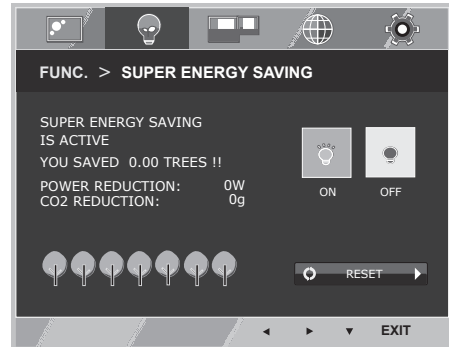 FUNC. > SUPER ENERGY SAVING
SUPER ENERGY SAVING
IS ACTIVE
YOU SAVED 0.00 TREES !!
POWER REDUCTION: 0W
CO2 REDUCTION: 0g
ON OFF
RESET
EXIT